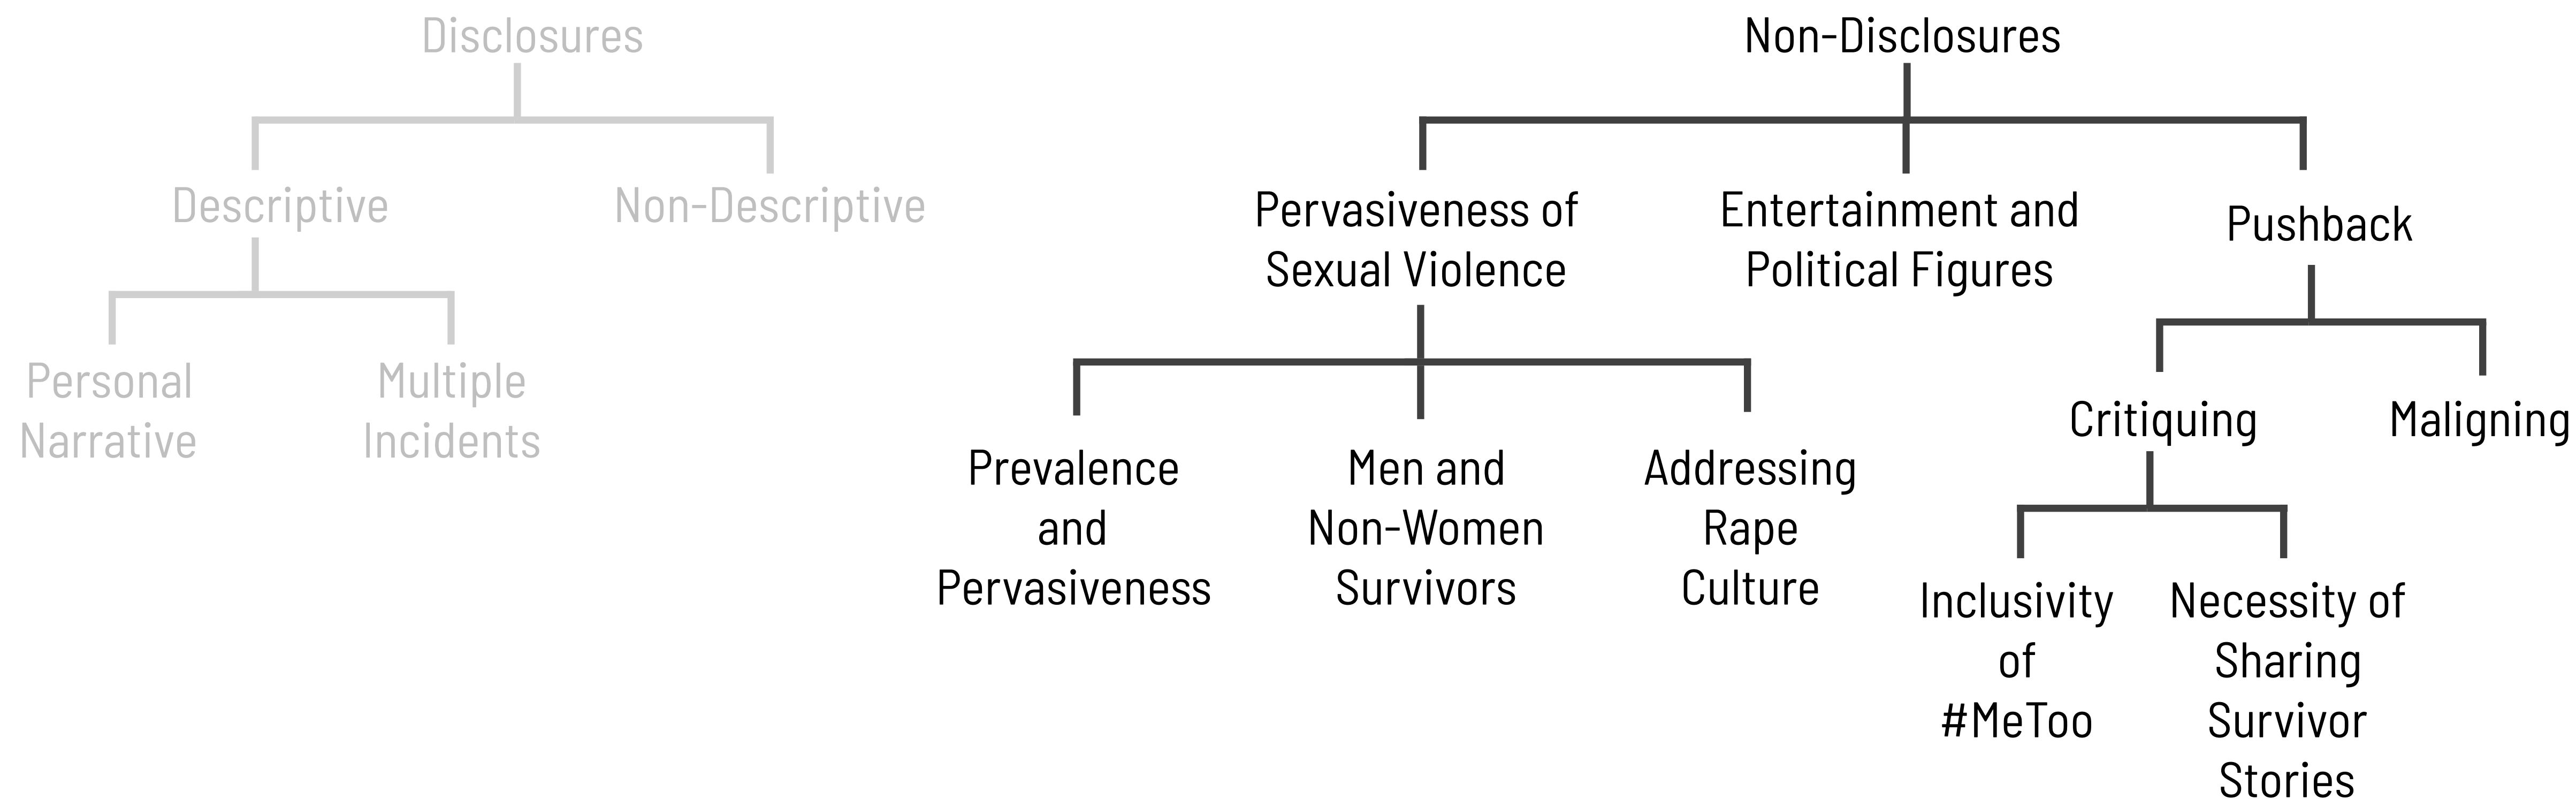 Disclosures
Non-Disclosures
Descriptive
Non-Descriptive
Pervasiveness of
Sexual Violence
Entertainment and
Political Figures
Pushback
Personal
Narrative
Multiple
Incidents
Prevalence
and
Pervasiveness
Men and
Non-Women
Survivors
Addressing
Rape
Culture
Critiquing
Maligning
Inclusivity
of
#MeToo
Necessity of
Sharing
Survivor
Stories